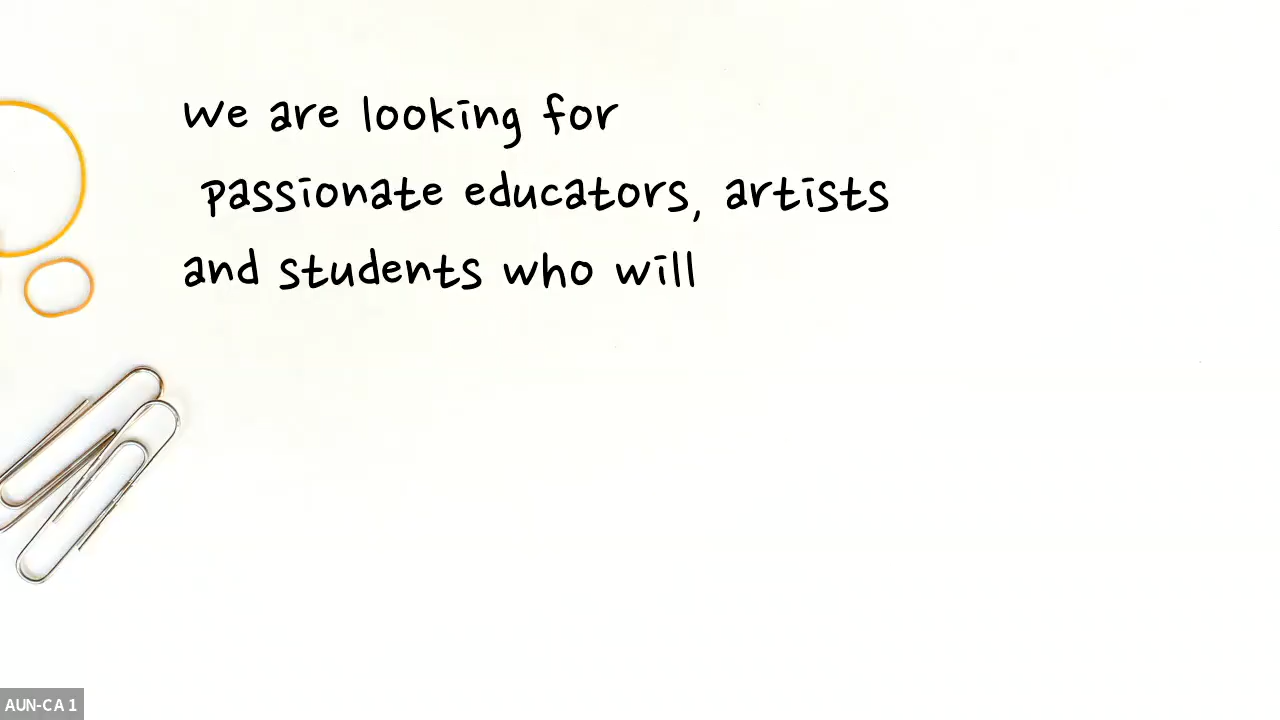 we are looking for
passionate educators, artists
and students who will
AUN-CA 1